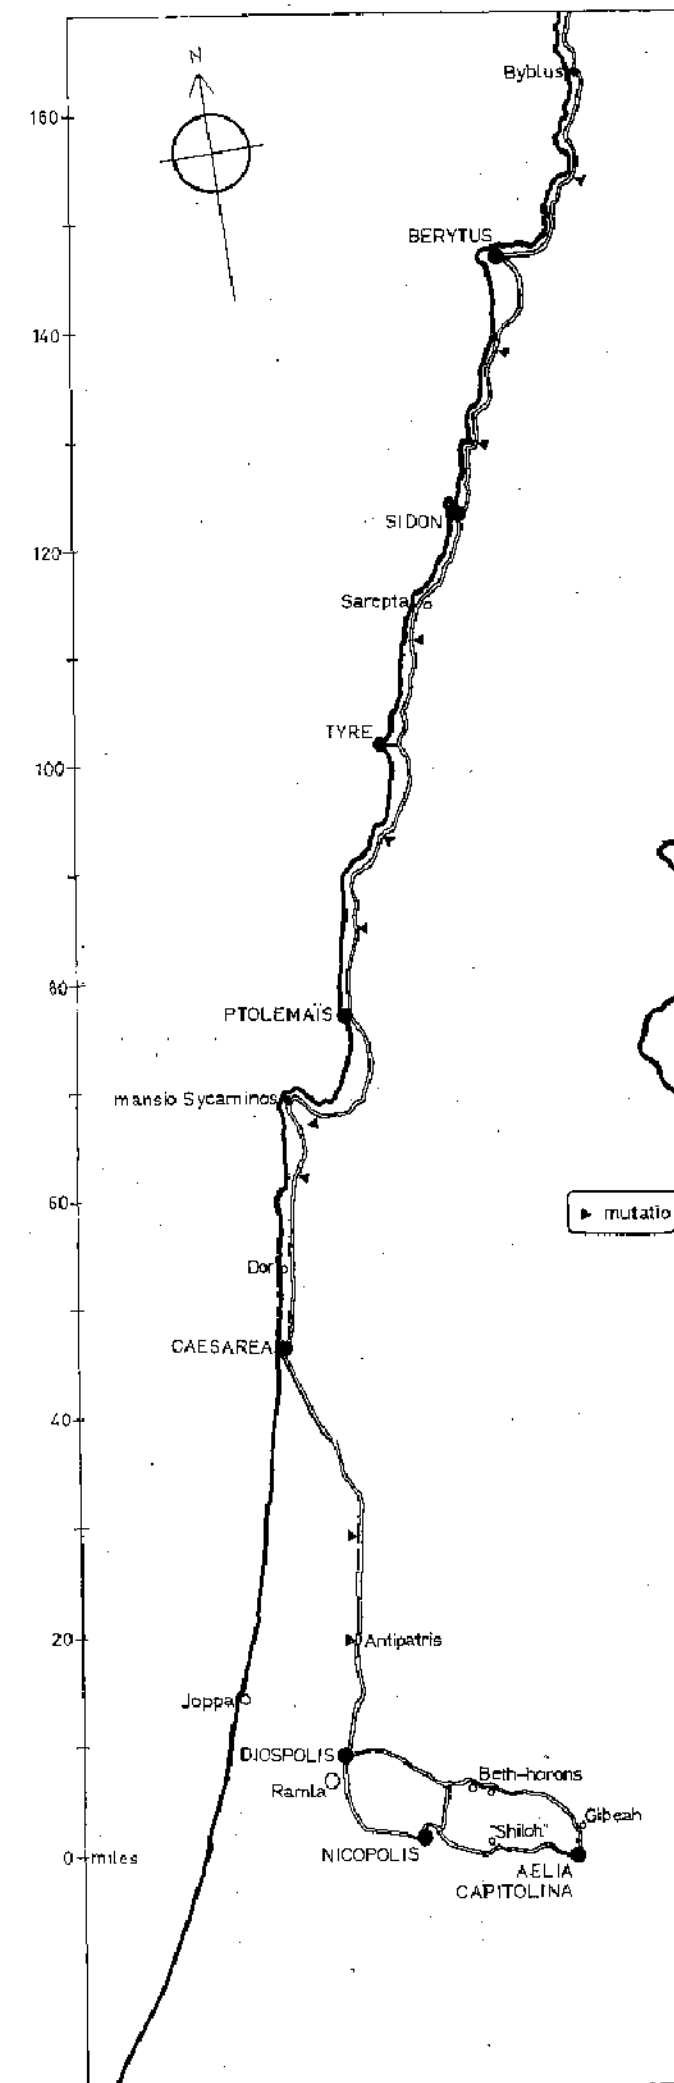 N
Byblus
160
BERYTUS
140
SIDON
120
Sarepta
TYRE
100
80
PTOLEMAÏS
mansio Sycaminos
60
▶ mutatio
Dor
CAESAREA
40
20
Antipatris
Joppa
DIOSPOLIS
Beth-horons
Ramla
Gibeah
"Shiloh"
NICOPOLIS
0 miles
AELIA
CAPITOLINA